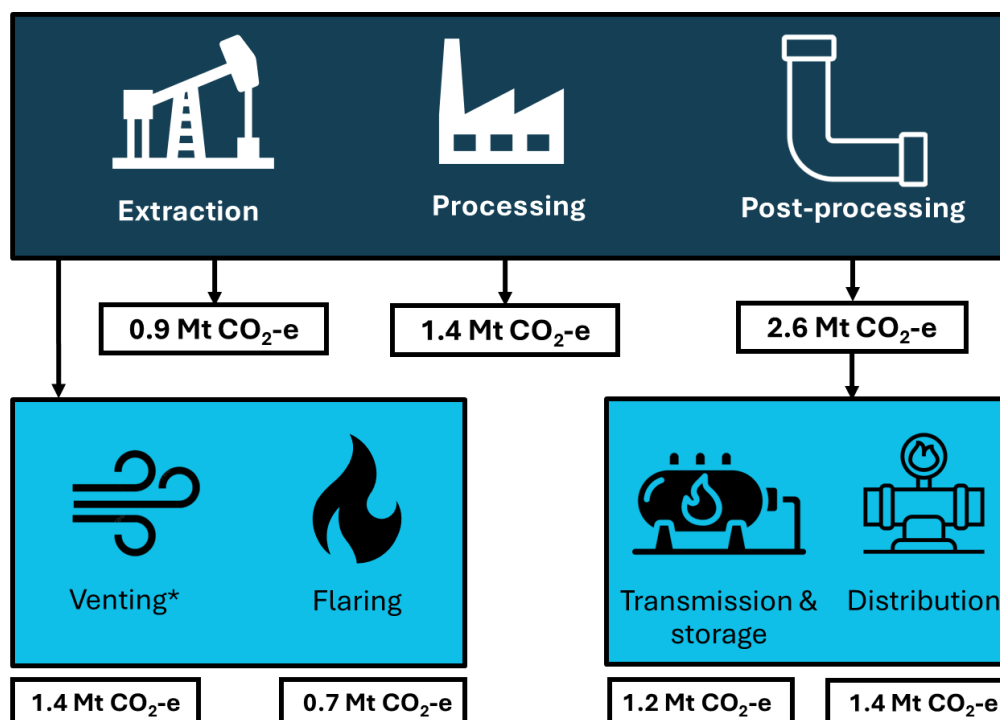 Extraction
Processing
Post-processing
0.9 Mt CO₂-e
1.4 Mt CO₂-e
2.6 Mt CO₂-e
Venting*
Flaring
Transmission &
storage
Distribution
1.4 Mt CO₂-e
0.7 Mt CO₂-e
1.2 Mt CO₂-e
1.4 Mt CO₂-e